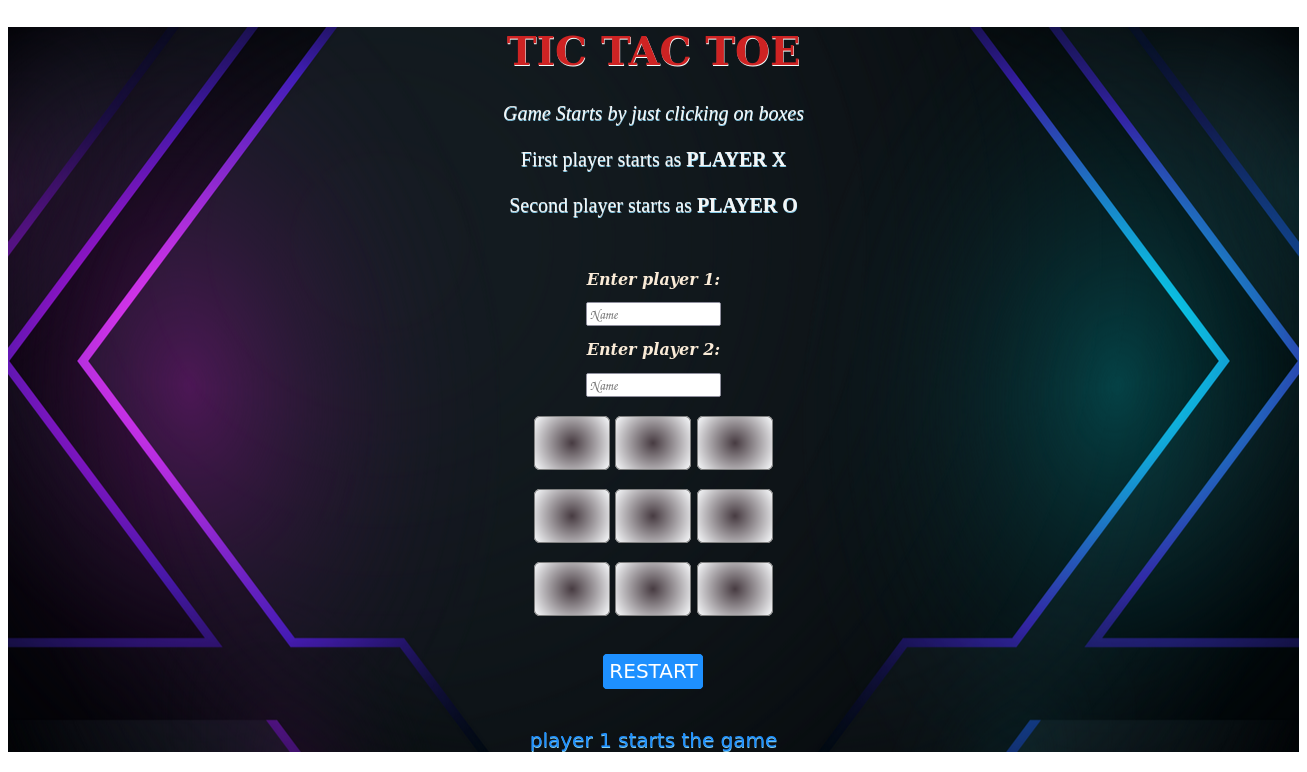 TIC TAC TOE
Game Starts by just clicking on boxes
First player starts as PLAYER X
Second player starts as PLAYER O
Enter player 1:
Name
Enter player 2:
Name
RESTART
player 1 starts the game